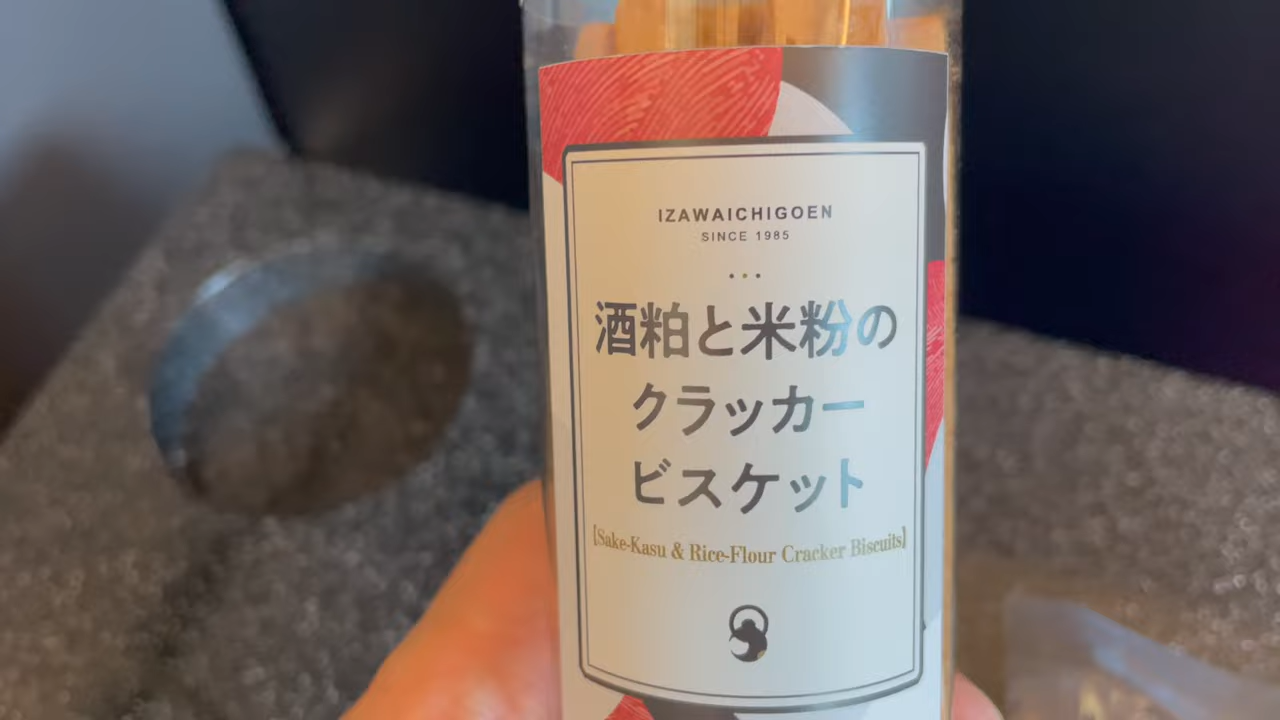 IZAWAICHIGOEN
SINCE 1985
酒粕と米粉の
クラッカー
ビスケット
【Sake-Kasu & Rice-Flour Cracker Biscuits】